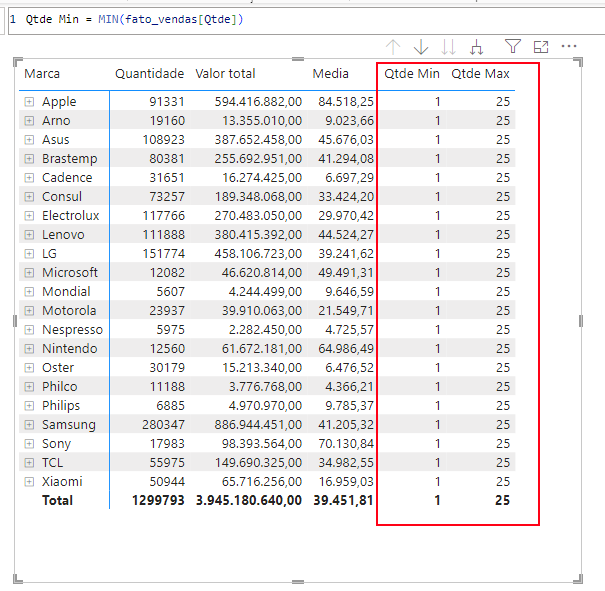 1 Qtde Min = MIN(fato_vendas[Qtde])
Marca Quantidade Valor total Media Qtde Min Qtde Max
Apple 91331 594.416.882,00 84.518,25 1 25
Arno 19160 13.355.010,00 9.023,66 1 25
Asus 108923 387.652.458,00 45.676,03 1 25
Brastemp 80381 255.692.951,00 41.294,08 1 25
Cadence 31651 16.274.425,00 6.697,29 1 25
Consul 73257 189.348.068,00 33.424,20 1 25
Electrolux 117766 270.483.050,00 29.970,42 1 25
Lenovo 111888 380.415.392,00 44.524,27 1 25
LG 151774 458.106.723,00 39.241,62 1 25
Microsoft 12082 46.620.814,00 49.491,31 1 25
Mondial 5607 4.244.499,00 9.646,59 1 25
Motorola 23937 39.910.063,00 21.549,71 1 25
Nespresso 5975 2.282.450,00 4.725,57 1 25
Nintendo 12560 61.672.181,00 64.986,49 1 25
Oster 30179 15.213.340,00 6.476,52 1 25
Philco 11188 3.776.768,00 4.366,21 1 25
Philips 6885 4.970.970,00 9.785,37 1 25
Samsung 280347 886.944.451,00 41.205,32 1 25
Sony 17983 98.393.564,00 70.130,84 1 25
TCL 55975 149.690.325,00 34.982,55 1 25
Xiaomi 50944 65.716.256,00 16.959,03 1 25
Total 1299793 3.945.180.640,00 39.451,81 1 25